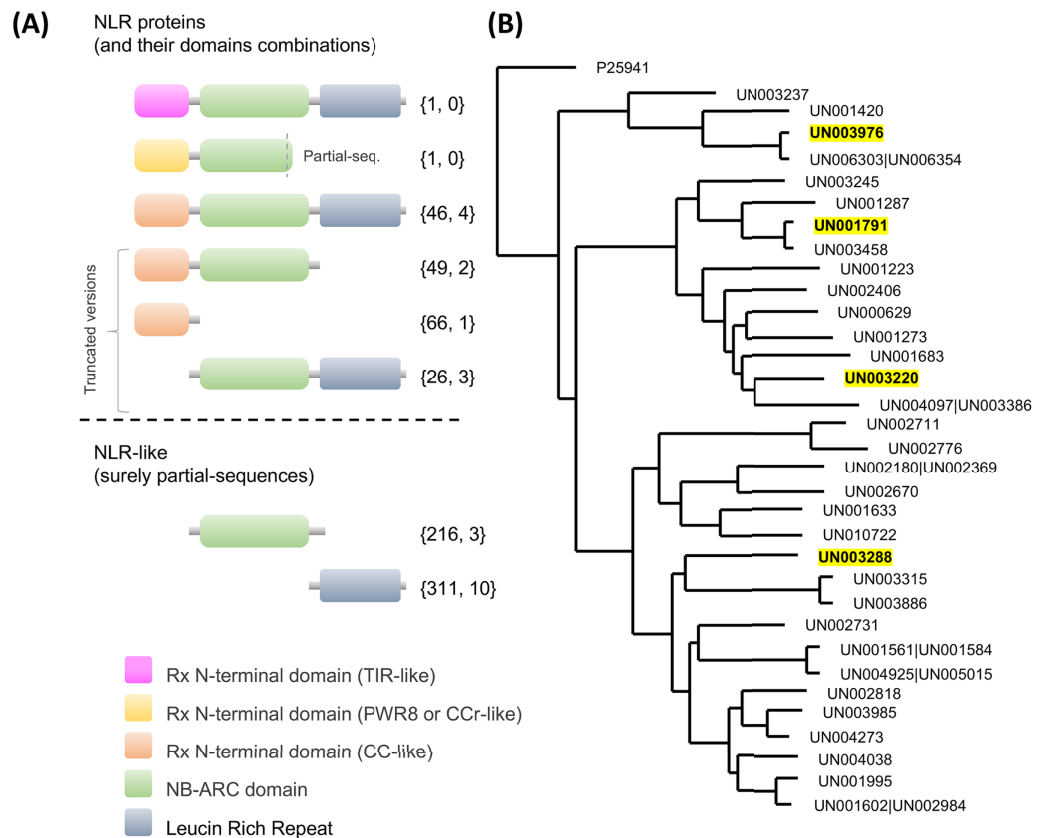 (A)
NLR proteins
(and their domains combinations)
{1, 0}
Partial-seq.
{1, 0}
{46, 4}
{49, 2}
{66, 1}
{26, 3}
Truncated versions
NLR-like
(surely partial-sequences)
{216, 3}
{311, 10}
Rx N-terminal domain (TIR-like)
Rx N-terminal domain (PWR8 or CCr-like)
Rx N-terminal domain (CC-like)
NB-ARC domain
Leucin Rich Repeat
(B)
P25941
UN003237
UN001420
UN003976
UN006303|UN006354
UN003245
UN001287
UN001791
UN003458
UN001223
UN002406
UN000629
UN001273
UN001683
UN003220
UN004097|UN003386
UN002711
UN002776
UN002180|UN002369
UN002670
UN001633
UN010722
UN003288
UN003315
UN003886
UN002731
UN001561|UN001584
UN004925|UN005015
UN002818
UN003985
UN004273
UN004038
UN001995
UN001602|UN002984